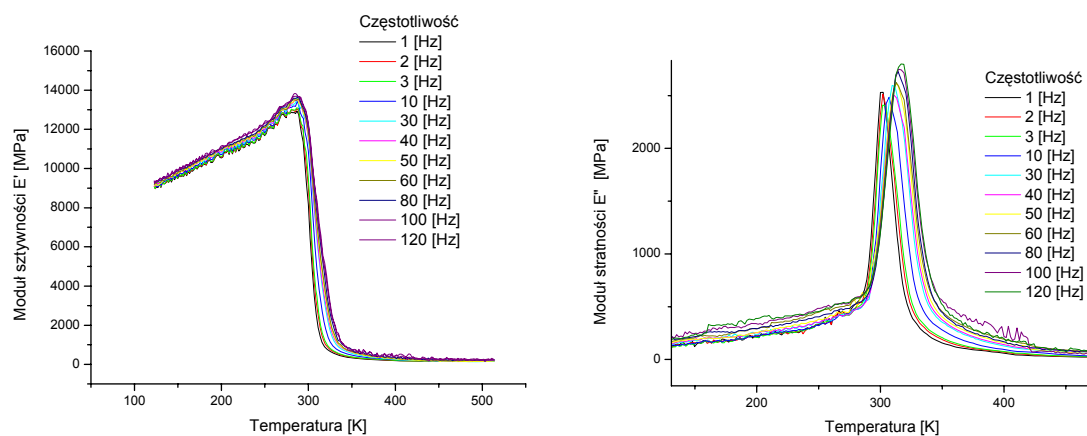 Częstotliwość
1 [Hz]
2 [Hz]
3 [Hz]
10 [Hz]
30 [Hz]
40 [Hz]
50 [Hz]
60 [Hz]
80 [Hz]
100 [Hz]
120 [Hz]
16000
14000
12000
10000
8000
6000
4000
2000
0
Moduł sztywności E' [MPa]
100
200
300
400
500
Temperatura [K]
Częstotliwość
1 [Hz]
2 [Hz]
3 [Hz]
10 [Hz]
30 [Hz]
40 [Hz]
50 [Hz]
60 [Hz]
80 [Hz]
100 [Hz]
120 [Hz]
2000
1000
0
Moduł stratności E" [MPa]
200
300
400
Temperatura [K]